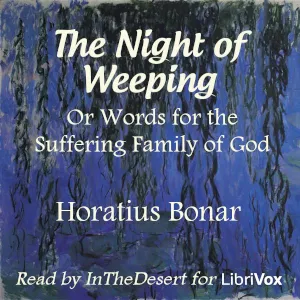 The Night of
Weeping
Or Words for the
Suffering Family of God
Horatius Bonar
Read by InTheDesert for LibriVox